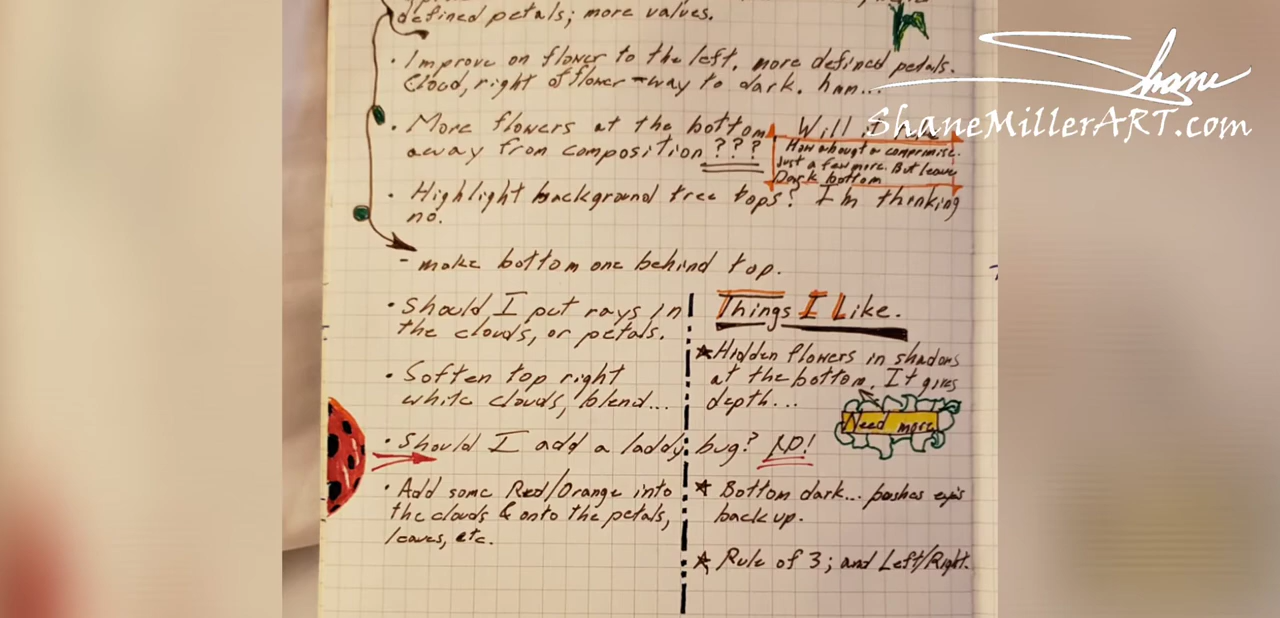 defined petals; more values.
• Improve on flower to the left, more defined petals.
Cloud, right of flower - way to dark. hmm...
• More flowers at the bottom. Will it
away from composition ???
How abought a compromise.
Just a few more. But leave
Dark bottom
• Highlight background tree tops? I'm thinking
no.
- make bottom one behind top.
• Should I put rays in
the clouds, or petals.
• Soften top right
white clouds, blend...
• Should I add a laddy bug? NO!
• Add some Red/Orange into
the clouds & onto the petals,
leaves, etc.
Things I Like.
★ Hidden flowers in shadows
at the bottom. It gives
depth...
Need more
★ Bottom dark... pushes eye's
back up.
★ Rule of 3; and Left/Right.
Shane
ShaneMillerART.com